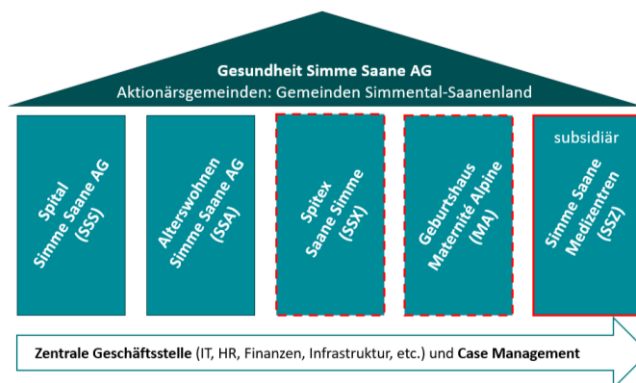 Gesundheit Simme Saane AG
Aktionärsgemeinden: Gemeinden Simmental-Saanenland
Spital
Simme Saane AG
(SSS)
Alterswohnen
Simme Saane AG
(SSA)
Spitex
Saane Simme
(SSX)
Geburtshaus
Maternité Alpine
(MA)
subsidiär
Simme Saane
Medizentren
(SSZ)
Zentrale Geschäftsstelle (IT, HR, Finanzen, Infrastruktur, etc.) und Case Management